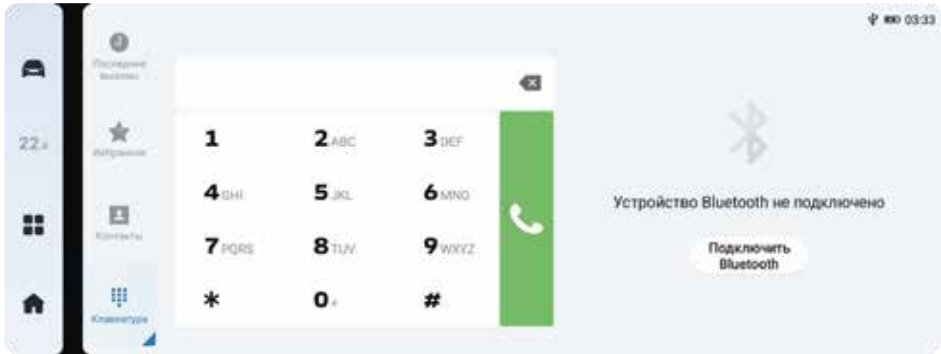 03:33
Последние
вызовы
22
Избранное
Контакты
Клавиатура
1
2 ABC
3 DEF
4 GHI
5 JKL
6 MNO
7 PQRS
8 TUV
9 WXYZ
*
0
#
Устройство Bluetooth не подключено
Подключить
Bluetooth